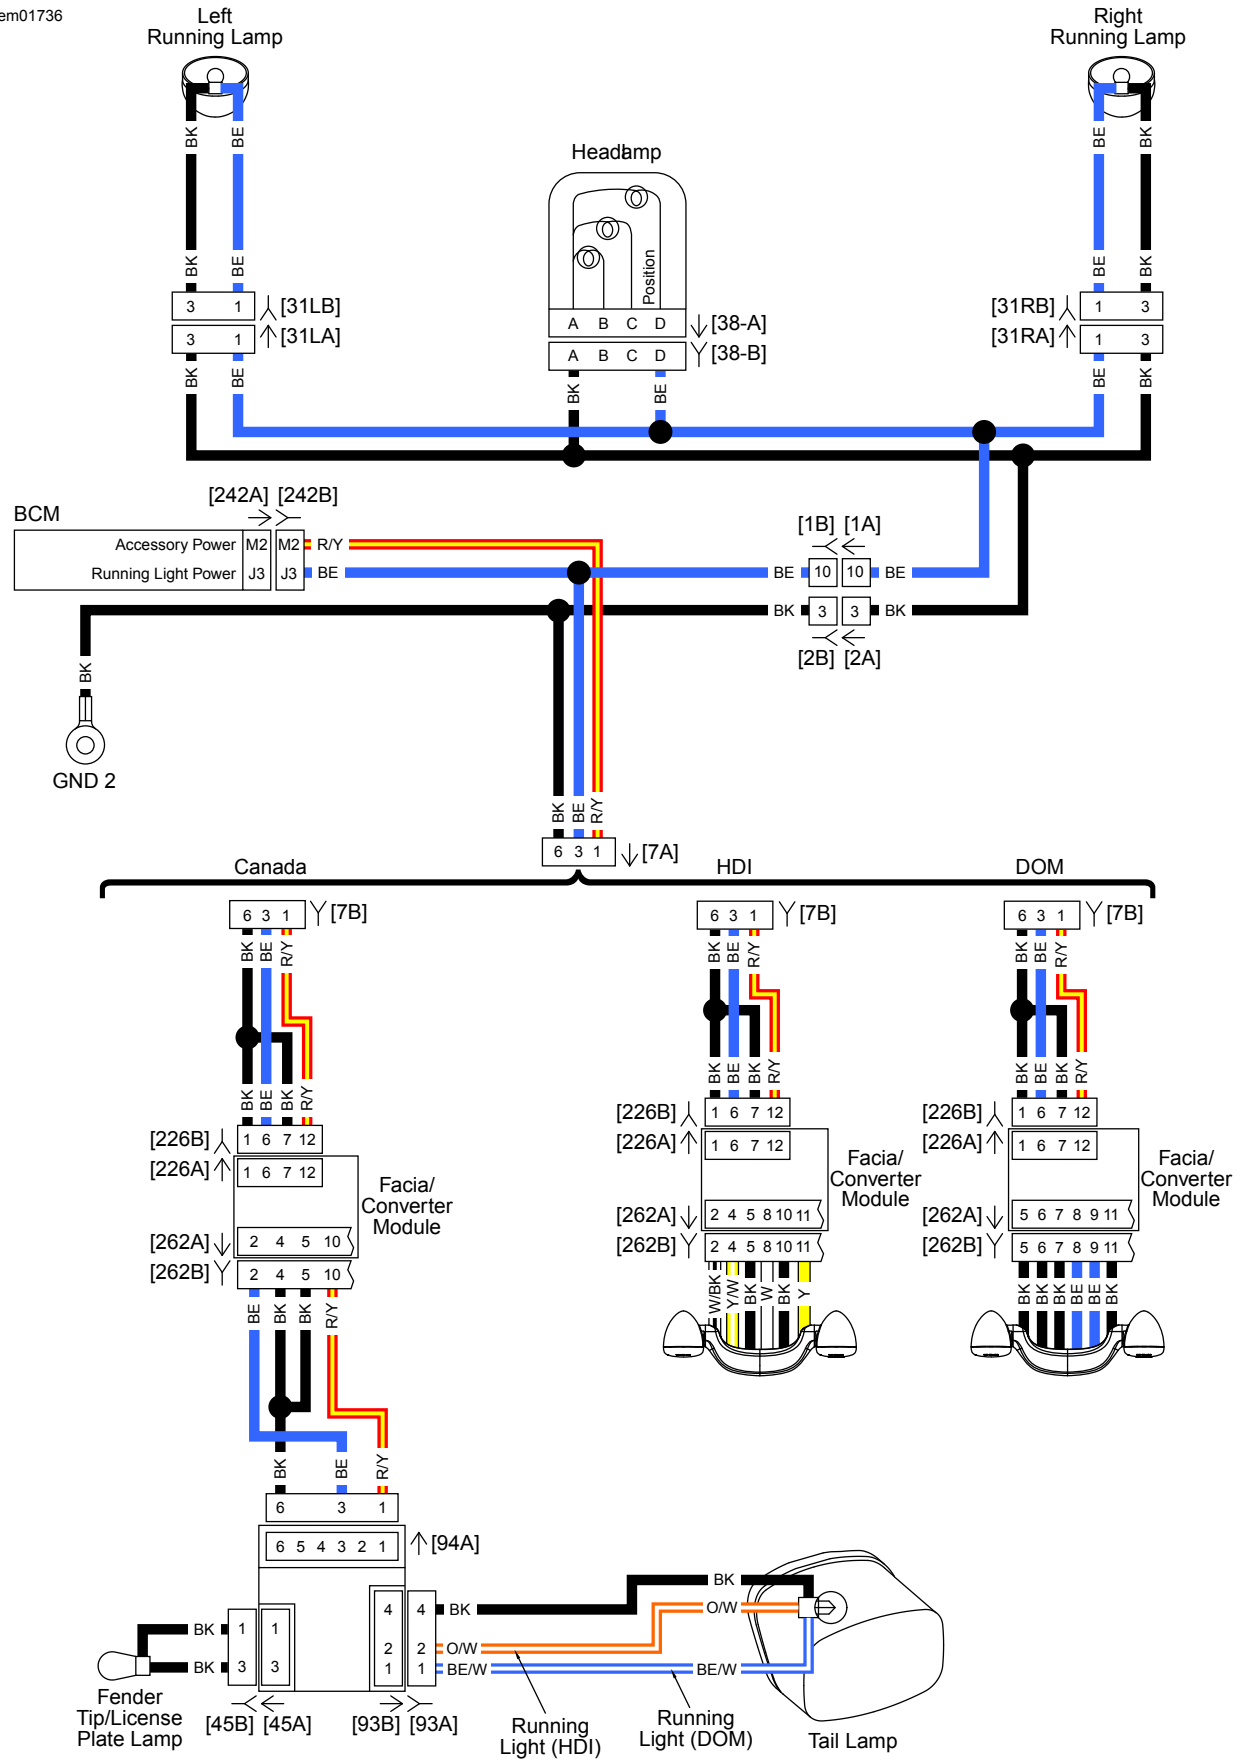 em01736
Left
Running Lamp
Right
Running Lamp
BK BE
BE BK
Headlamp
Position
BK BE
BE BK
3 1 [31LB]
3 1 [31LA]
A B C D [38-A]
A B C D [38-B]
[31RB] 1 3
[31RA] 1 3
BK BE
BK BE
BE BK
[242A] [242B]
BCM
Accessory Power M2 M2 R/Y
Running Light Power J3 J3 BE
[1B] [1A]
BE 10 10 BE
BK 3 3 BK
[2B] [2A]
BK
GND 2
BK BE R/Y
6 3 1 [7A]
Canada
HDI
DOM
6 3 1 [7B]
6 3 1 [7B]
6 3 1 [7B]
BK BE R/Y
BK BE R/Y
BK BE R/Y
BK BE BK R/Y
BK BE BK R/Y
BK BE BK R/Y
[226B] 1 6 7 12
[226A] 1 6 7 12
Facia/
Converter
Module
[262A] 2 4 5 10
[262B] 2 4 5 10
BE BK BK R/Y
[226B] 1 6 7 12
[226A] 1 6 7 12
Facia/
Converter
Module
[262A] 2 4 5 8 10 11
[262B] 2 4 5 8 10 11
W/BK Y/W BK W BK Y
[226B] 1 6 7 12
[226A] 1 6 7 12
Facia/
Converter
Module
[262A] 5 6 7 8 9 11
[262B] 5 6 7 8 9 11
BK BK BK BE BE BK
BK BE R/Y
6 3 1
6 5 4 3 2 1 [94A]
4 4 BK BK
2 2 O/W O/W
1 1 BE/W BE/W
BK 1 1
BK 3 3
Fender
Tip/License
Plate Lamp
[45B] [45A]
[93B] [93A]
Running
Light (HDI)
Running
Light (DOM)
Tail Lamp